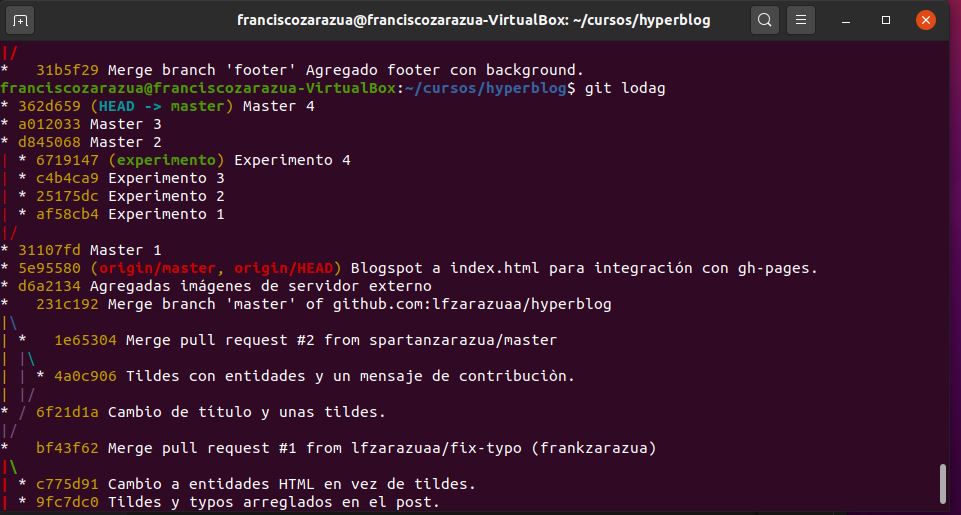 franciscozarazua@franciscozarazua-VirtualBox: ~/cursos/hyperblog
|/
*   31b5f29 Merge branch 'footer' Agregado footer con background.
franciscozarazua@franciscozarazua-VirtualBox:~/cursos/hyperblog$ git lodag
* 362d659 (HEAD -> master) Master 4
* a012033 Master 3
* d845068 Master 2
| * 6719147 (experimento) Experimento 4
| * c4b4ca9 Experimento 3
| * 25175dc Experimento 2
| * af58cb4 Experimento 1
|/
* 31107fd Master 1
* 5e95580 (origin/master, origin/HEAD) Blogspot a index.html para integración con gh-pages.
* d6a2134 Agregadas imágenes de servidor externo
*   231c192 Merge branch 'master' of github.com:lfzarazuaa/hyperblog
|\
| *   1e65304 Merge pull request #2 from spartanzarazua/master
| |\
| | * 4a0c906 Tildes con entidades y un mensaje de contribuciòn.
| |/
* / 6f21d1a Cambio de título y unas tildes.
|/
*   bf43f62 Merge pull request #1 from lfzarazuaa/fix-typo (frankzarazua)
|\
| * c775d91 Cambio a entidades HTML en vez de tildes.
| * 9fc7dc0 Tildes y typos arreglados en el post.